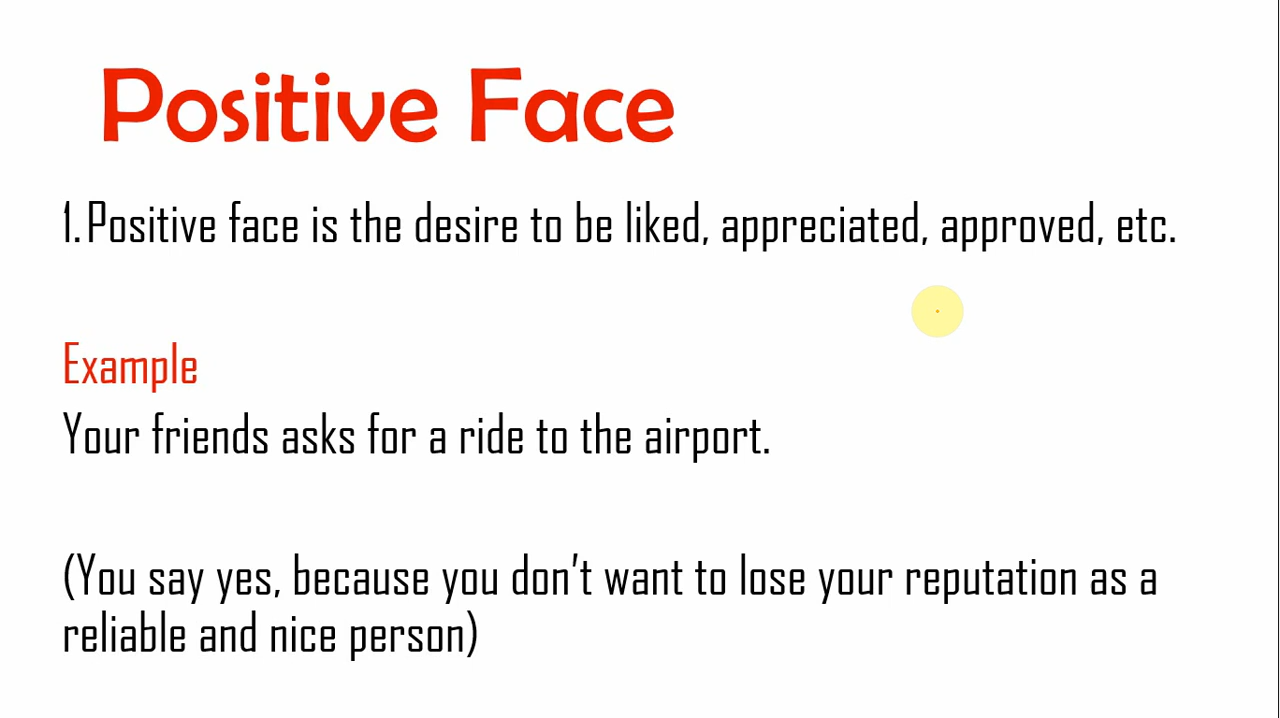 Positive Face
1. Positive face is the desire to be liked, appreciated, approved, etc.
Example
Your friends asks for a ride to the airport.
(You say yes, because you don't want to lose your reputation as a
reliable and nice person)